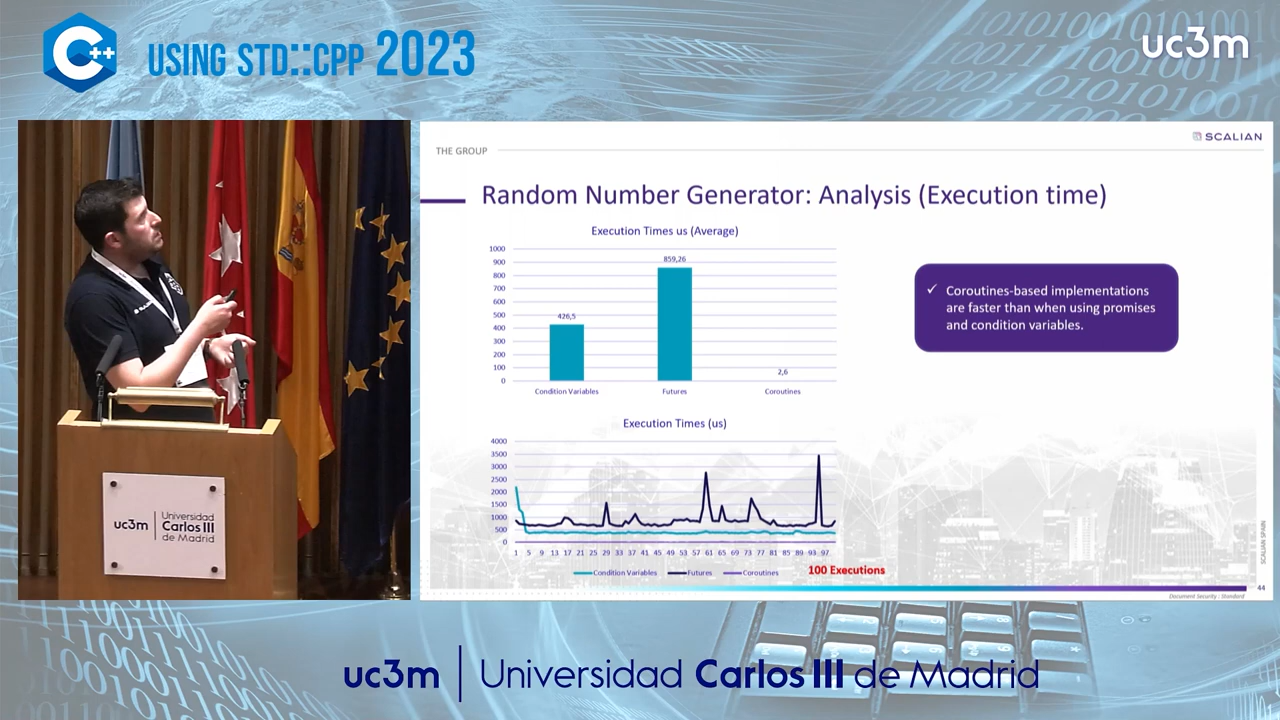 C++
USING STD::CPP 2023
uc3m
SCALIAN
THE GROUP
Random Number Generator: Analysis (Execution time)
Execution Times us (Average)
1000
900
800
700
600
500
400
300
200
100
0
426,5
859,26
2,6
Condition Variables Futures Coroutines
✓ Coroutines-based implementations
are faster than when using promises
and condition variables.
Execution Times (us)
4000
3500
3000
2500
2000
1500
1000
500
0
1 5 9 13 17 21 25 29 33 37 41 45 49 53 57 61 65 69 73 77 81 85 89 93 97
Condition Variables Futures Coroutines
100 Executions
SCALIAN SPAIN
44
Document Security : Standard
uc3m Universidad
Carlos III
de Madrid
uc3m Universidad Carlos III de Madrid